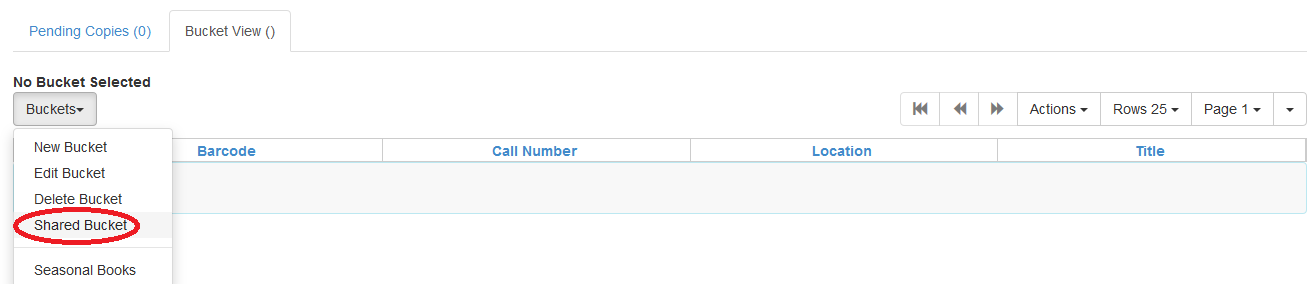 Pending Copies (0) Bucket View ()
No Bucket Selected
Buckets Actions Rows 25 Page 1
New Bucket
Barcode Call Number Location Title
Edit Bucket
Delete Bucket
Shared Bucket
Seasonal Books